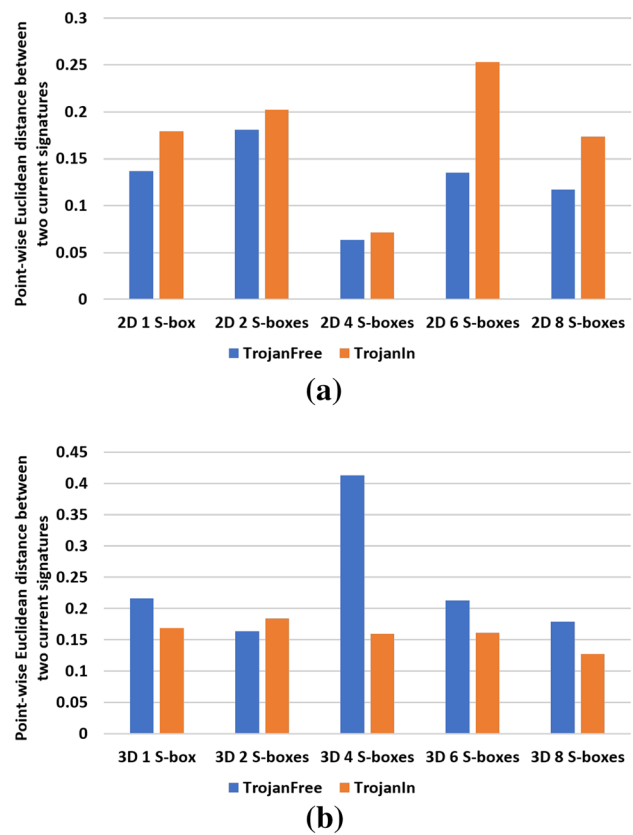 Point-wise Euclidean distance between
two current signatures
0.3
0.25
0.2
0.15
0.1
0.05
0
2D 1 S-box 2D 2 S-boxes 2D 4 S-boxes 2D 6 S-boxes 2D 8 S-boxes
TrojanFree TrojanIn
(a)
Point-wise Euclidean distance between
two current signatures
0.45
0.4
0.35
0.3
0.25
0.2
0.15
0.1
0.05
0
3D 1 S-box 3D 2 S-boxes 3D 4 S-boxes 3D 6 S-boxes 3D 8 S-boxes
TrojanFree TrojanIn
(b)